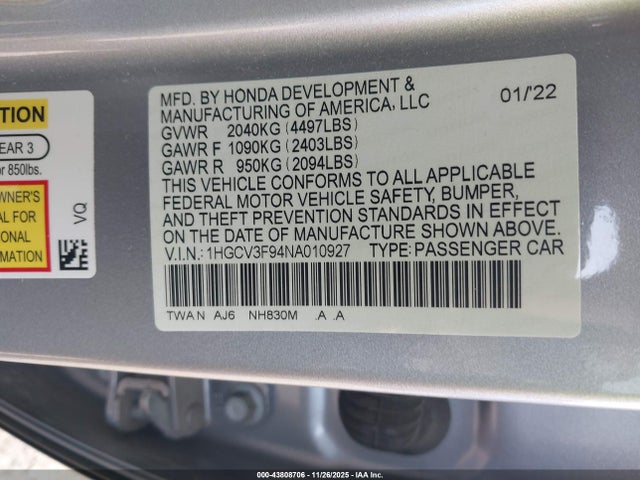 TION
EAR 3
r 850lbs.
WNER'S
AL FOR
ONAL
RMATION
VQ
MFD. BY HONDA DEVELOPMENT &
MANUFACTURING OF AMERICA, LLC 01/'22
GVWR 2040KG (4497LBS)
GAWR F 1090KG (2403LBS)
GAWR R 950KG (2094LBS)
THIS VEHICLE CONFORMS TO ALL APPLICABLE
FEDERAL MOTOR VEHICLE SAFETY, BUMPER,
AND THEFT PREVENTION STANDARDS IN EFFECT
ON THE DATE OF MANUFACTURE SHOWN ABOVE.
V.I.N.: 1HGCV3F94NA010927 TYPE: PASSENGER CAR
TWA N AJ6 NH830M .A .A
000-43808706 - 11/26/2025 - IAA Inc.